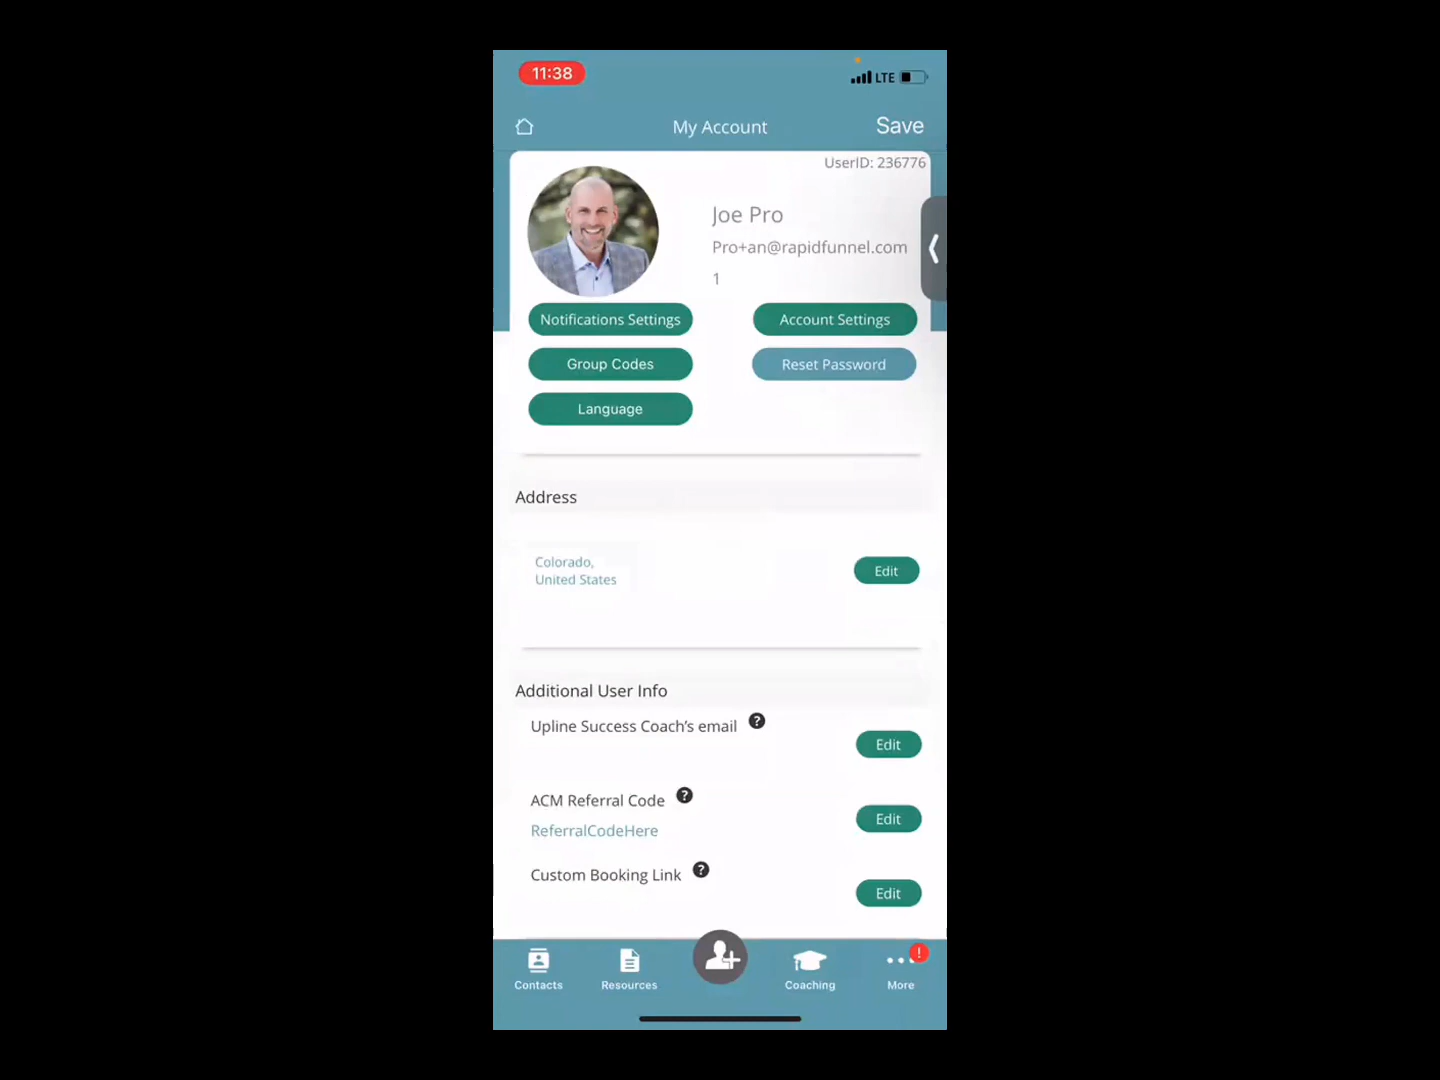 11:38
LTE
My Account
Save
UserID: 236776
Joe Pro
Pro+an@rapidfunnel.com
1
Notifications Settings
Account Settings
Group Codes
Reset Password
Language
Address
Colorado,
United States
Edit
Additional User Info
Upline Success Coach's email ?
Edit
ACM Referral Code ?
ReferralCodeHere
Edit
Custom Booking Link ?
Edit
Contacts
Resources
Coaching
!
More